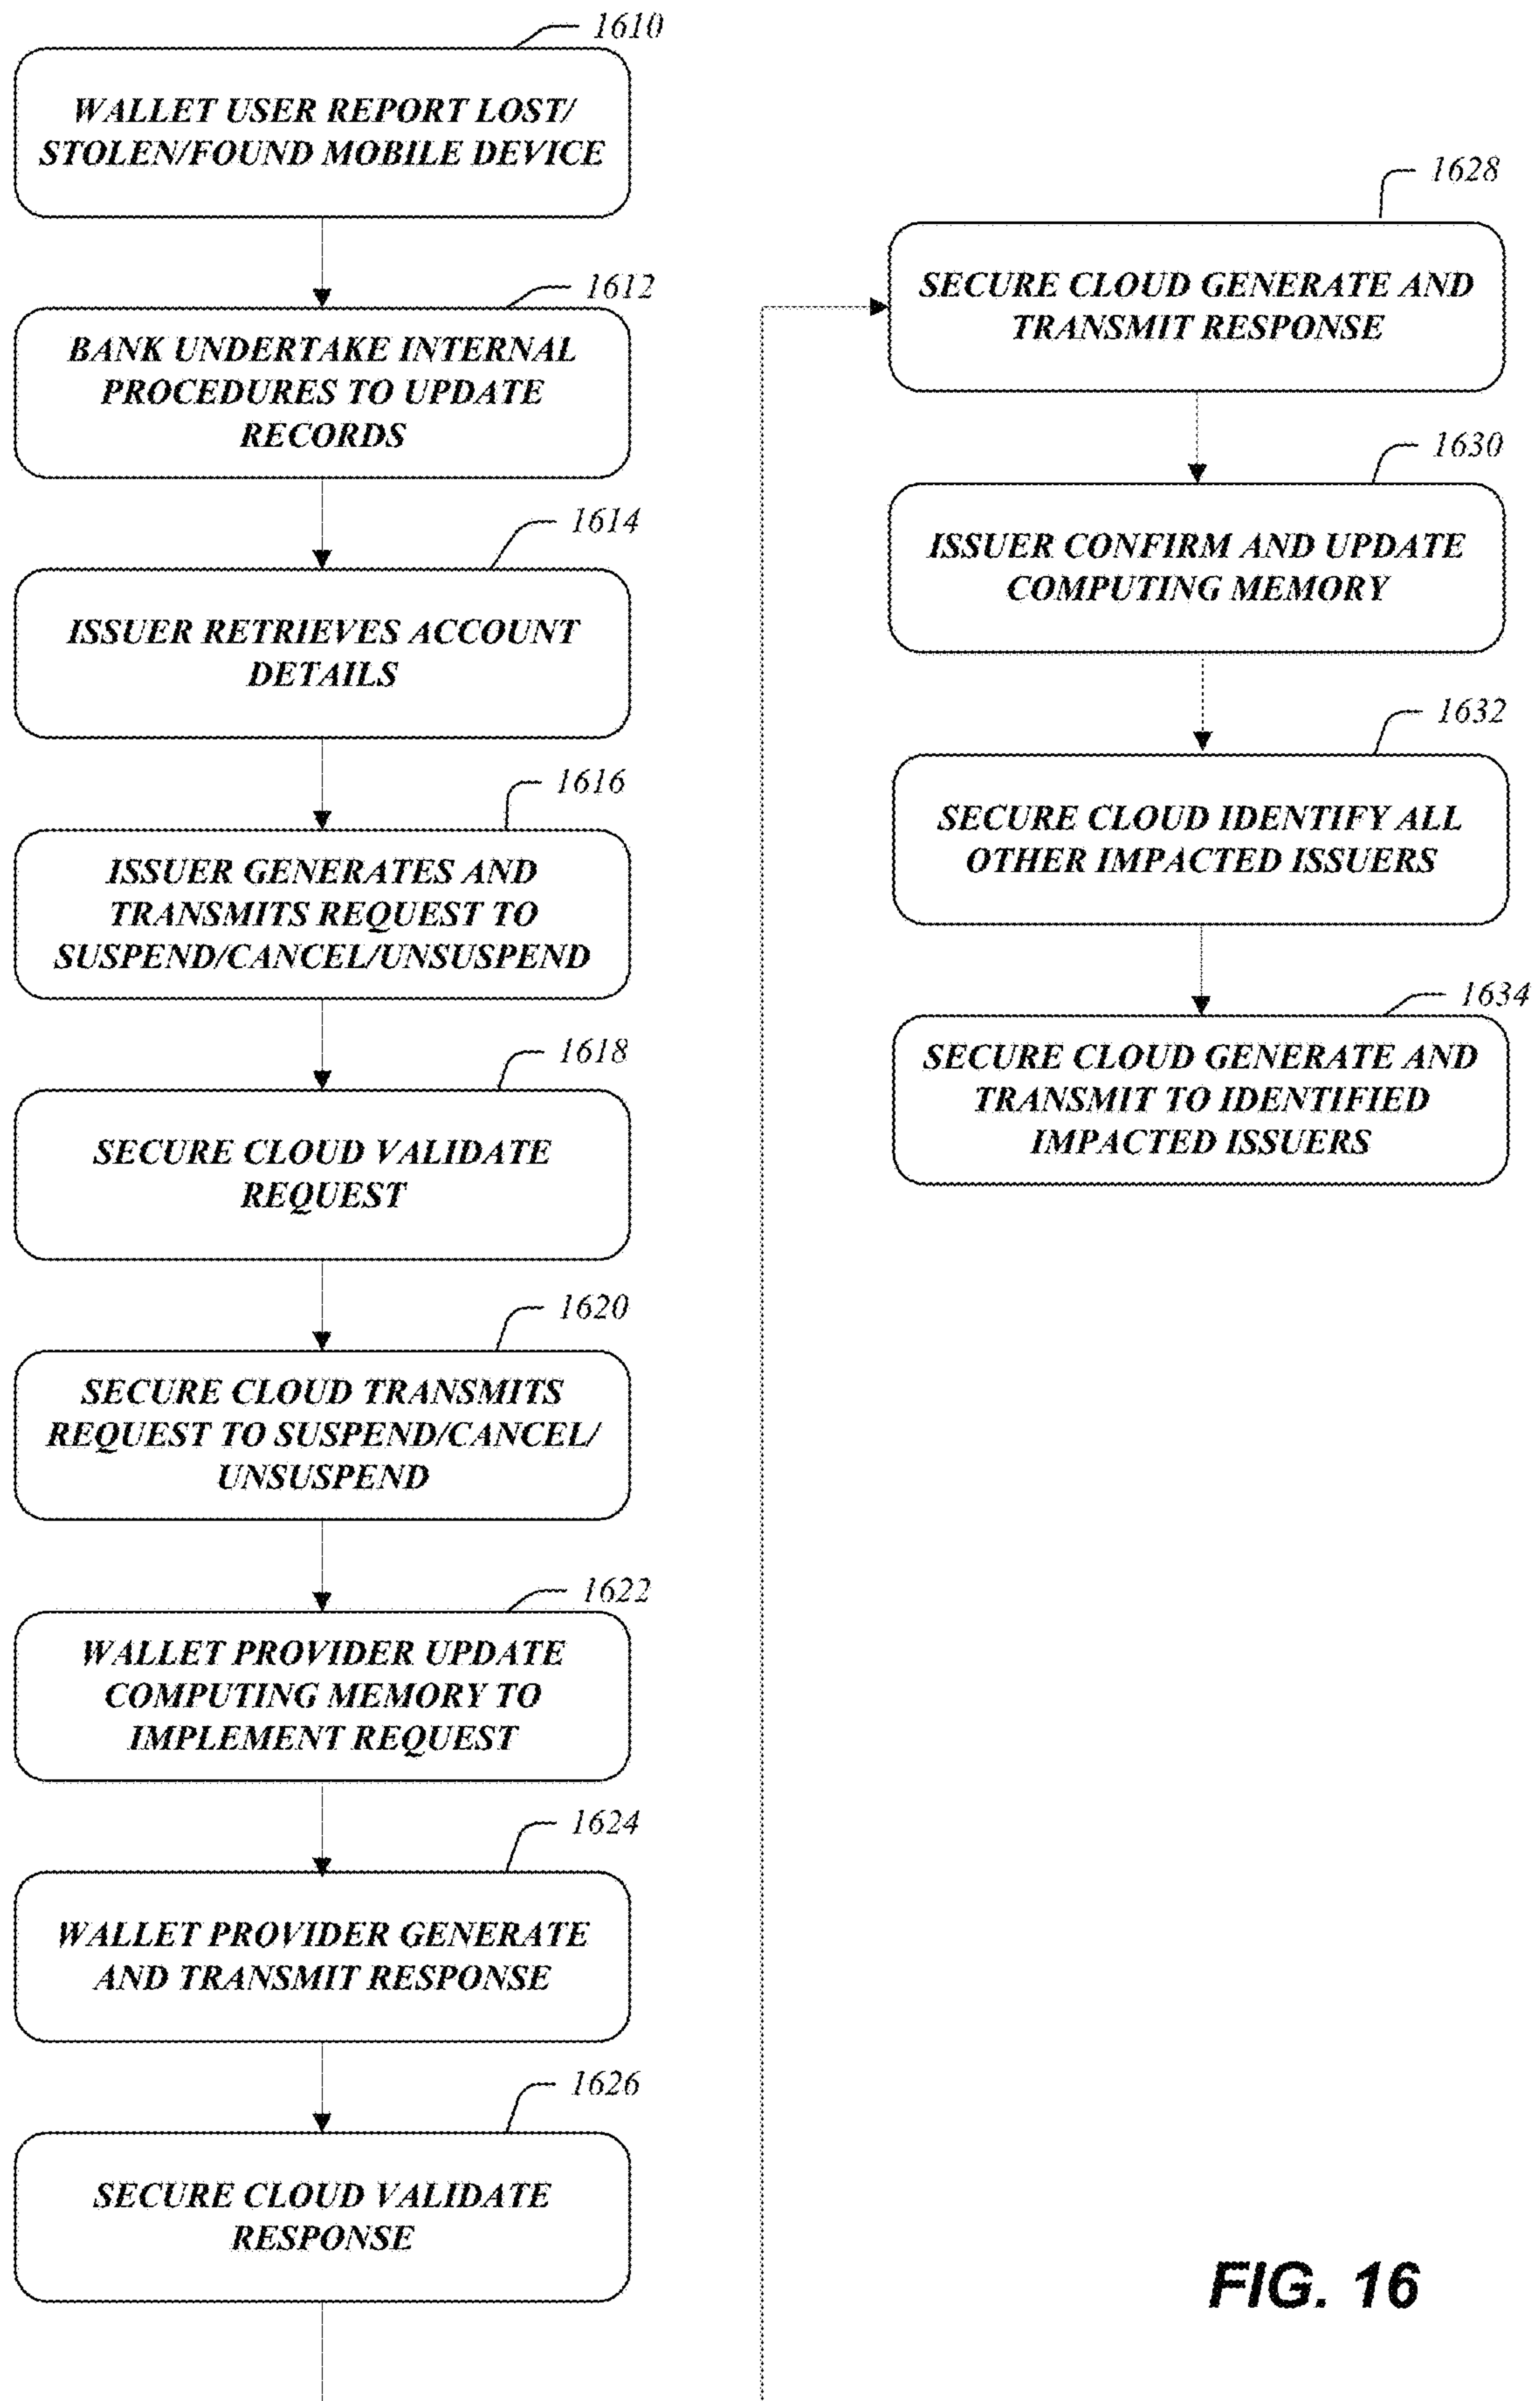 1610
WALLET USER REPORT LOST/
STOLEN/FOUND MOBILE DEVICE
1612
BANK UNDERTAKE INTERNAL
PROCEDURES TO UPDATE
RECORDS
1614
ISSUER RETRIEVES ACCOUNT
DETAILS
1616
ISSUER GENERATES AND
TRANSMITS REQUEST TO
SUSPEND/CANCEL/UNSUSPEND
1618
SECURE CLOUD VALIDATE
REQUEST
1620
SECURE CLOUD TRANSMITS
REQUEST TO SUSPEND/CANCEL/
UNSUSPEND
1622
WALLET PROVIDER UPDATE
COMPUTING MEMORY TO
IMPLEMENT REQUEST
1624
WALLET PROVIDER GENERATE
AND TRANSMIT RESPONSE
1626
SECURE CLOUD VALIDATE
RESPONSE
1628
SECURE CLOUD GENERATE AND
TRANSMIT RESPONSE
1630
ISSUER CONFIRM AND UPDATE
COMPUTING MEMORY
1632
SECURE CLOUD IDENTIFY ALL
OTHER IMPACTED ISSUERS
1634
SECURE CLOUD GENERATE AND
TRANSMIT TO IDENTIFIED
IMPACTED ISSUERS
FIG. 16